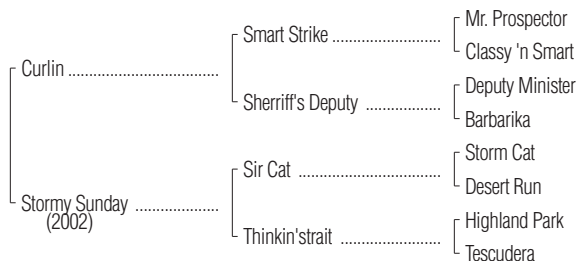 Mr. Prospector
Smart Strike ........................
Classy 'n Smart
Curlin ..................................
Deputy Minister
Sherriff's Deputy .................
Barbarika
Storm Cat
Sir Cat ................................
Desert Run
Stormy Sunday ...................
(2002)
Highland Park
Thinkin'strait .......................
Tescudera